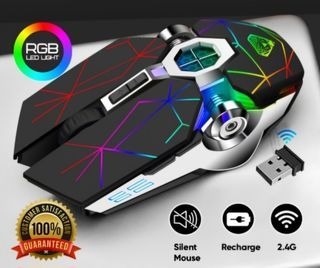 RGB
LED LIGHT
CUSTOMER SATISFACTION
100%
GUARANTEED
Silent
Mouse
Recharge
2.4G